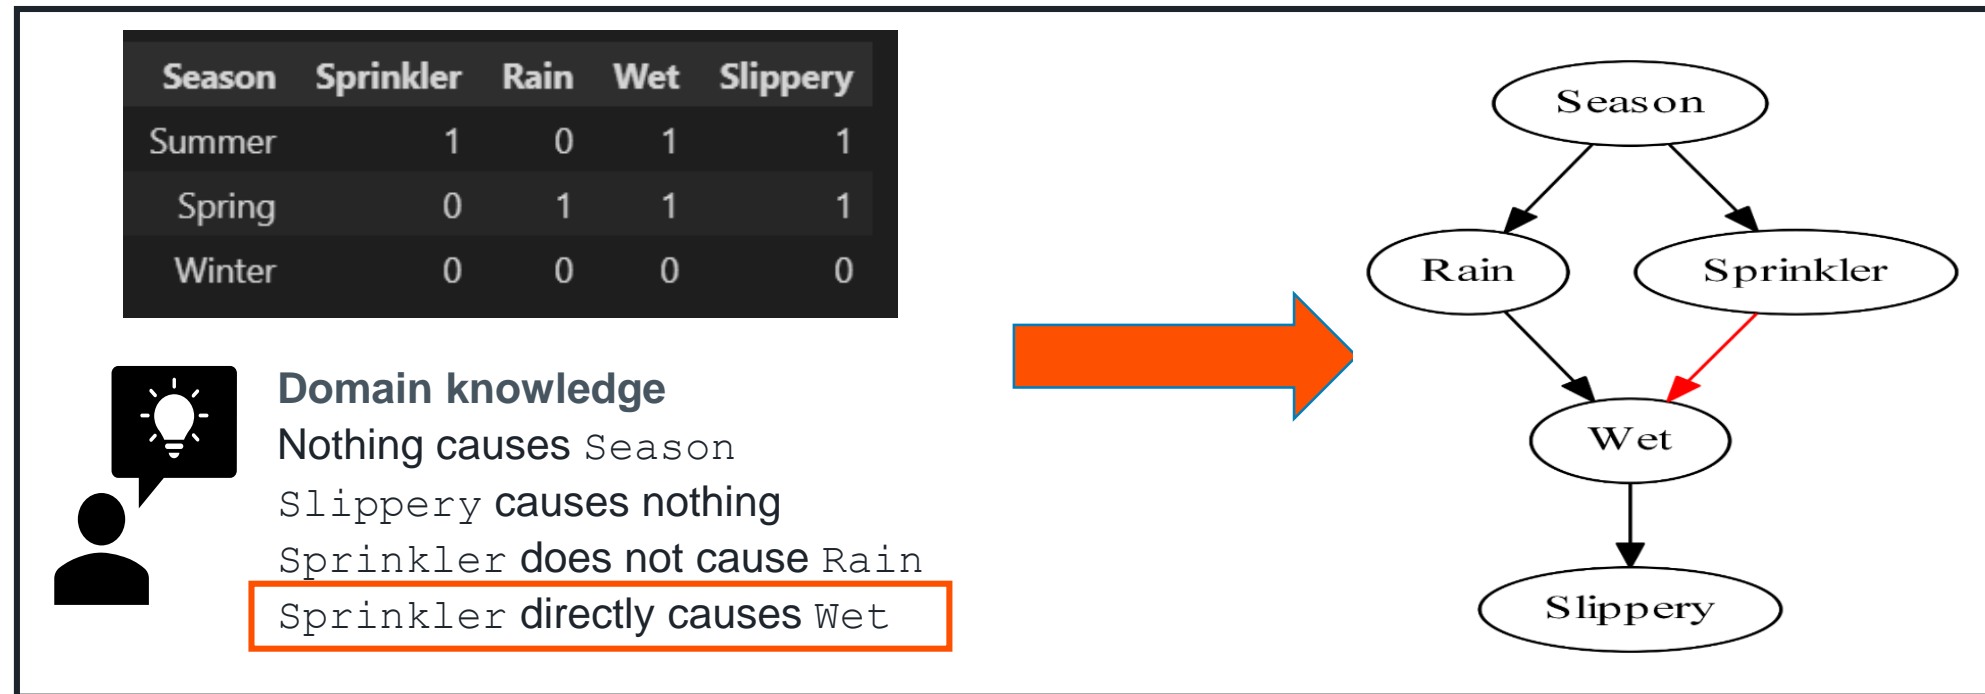 Season Sprinkler Rain Wet Slippery
Summer 1 0 1 1
Spring 0 1 1 1
Winter 0 0 0 0
Domain knowledge
Nothing causes Season
Slippery causes nothing
Sprinkler does not cause Rain
Sprinkler directly causes Wet
Season
Rain Sprinkler
Wet
Slippery